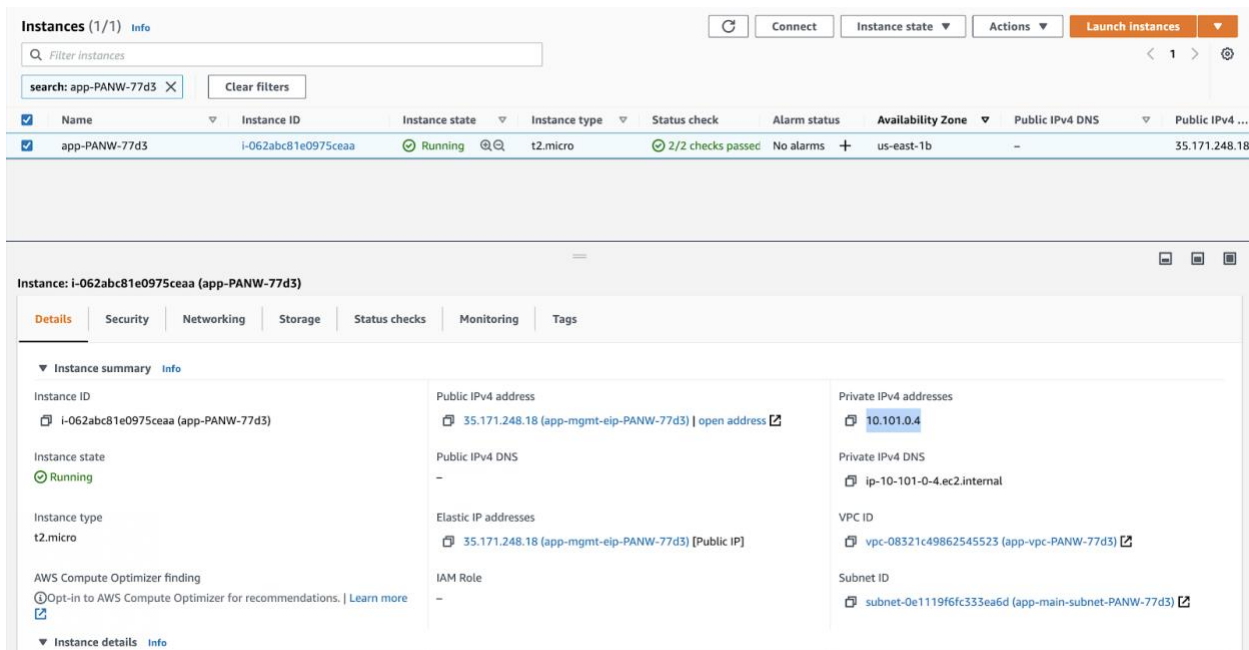 Instances (1/1) Info
Connect
Instance state
Actions
Launch instances
Filter instances
1
search: app-PANW-77d3
Clear filters
Name Instance ID Instance state Instance type Status check Alarm status Availability Zone Public IPv4 DNS Public IPv4 ...
app-PANW-77d3 i-062abc81e0975ceaa Running t2.micro 2/2 checks passed No alarms + us-east-1b – 35.171.248.18
Instance: i-062abc81e0975ceaa (app-PANW-77d3)
Details Security Networking Storage Status checks Monitoring Tags
Instance summary Info
Instance ID Public IPv4 address Private IPv4 addresses
i-062abc81e0975ceaa (app-PANW-77d3) 35.171.248.18 (app-mgmt-eip-PANW-77d3) | open address 10.101.0.4
Instance state Public IPv4 DNS Private IPv4 DNS
Running – ip-10-101-0-4.ec2.internal
Instance type Elastic IP addresses VPC ID
t2.micro 35.171.248.18 (app-mgmt-eip-PANW-77d3) [Public IP] vpc-08321c49862545523 (app-vpc-PANW-77d3)
AWS Compute Optimizer finding IAM Role Subnet ID
Opt-in to AWS Compute Optimizer for recommendations. | Learn more – subnet-0e1119f6fc333ea6d (app-main-subnet-PANW-77d3)
Instance details Info